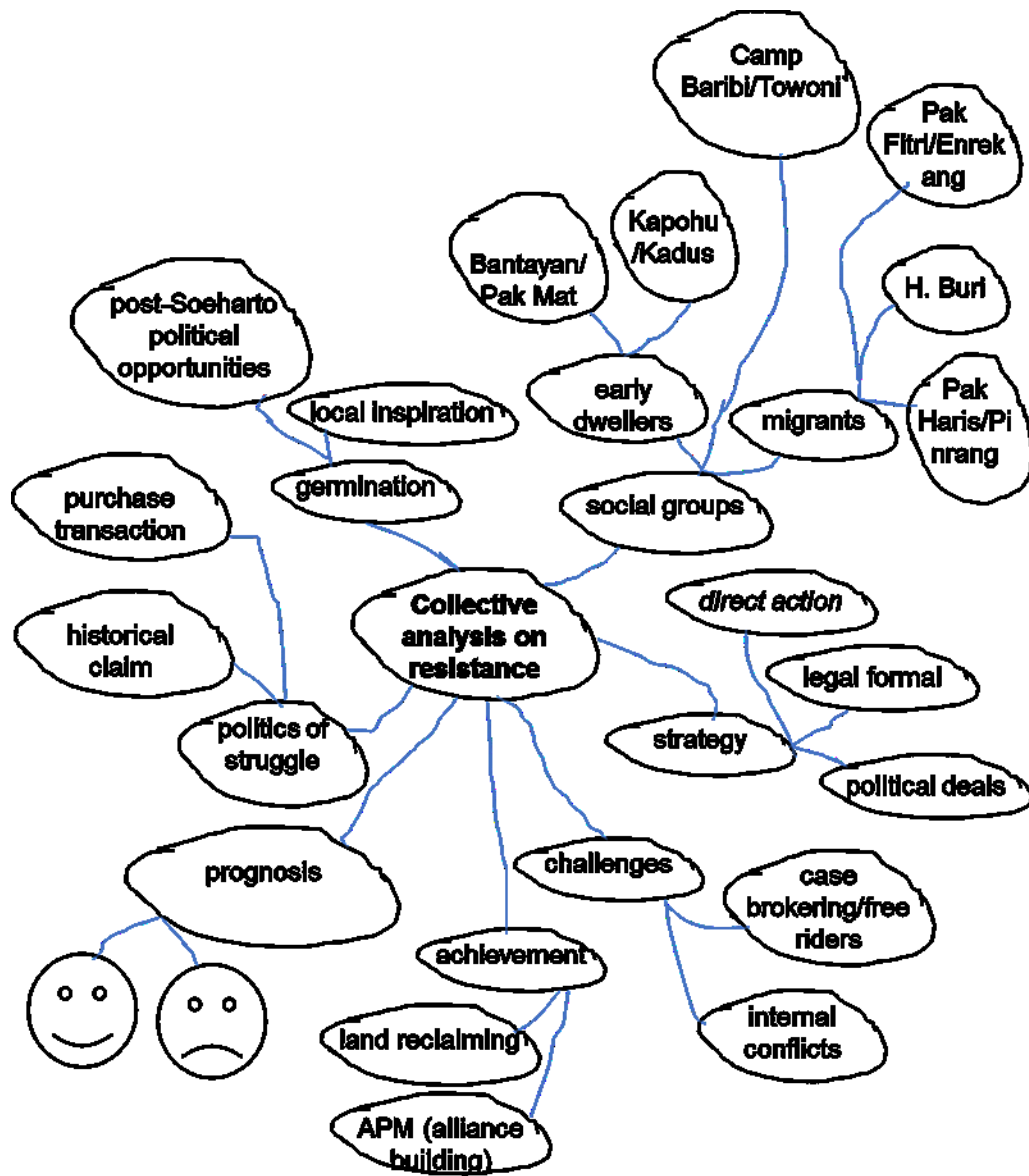 Camp
Baribi/Towoni
Pak
Fitri/Enrek
ang
Kapohu
/Kadus
Bantayan/
Pak Mat
H. Buri
post-Soeharto
political
opportunities
early
dwellers
migrants
Pak
Haris/Pi
nrang
local inspiration
germination
social groups
purchase
transaction
Collective
analysis on
resistance
direct action
historical
claim
legal formal
politics of
struggle
strategy
political deals
prognosis
challenges
case
brokering/free
riders
achievement
land reclaiming
internal
conflicts
APM (alliance
building)